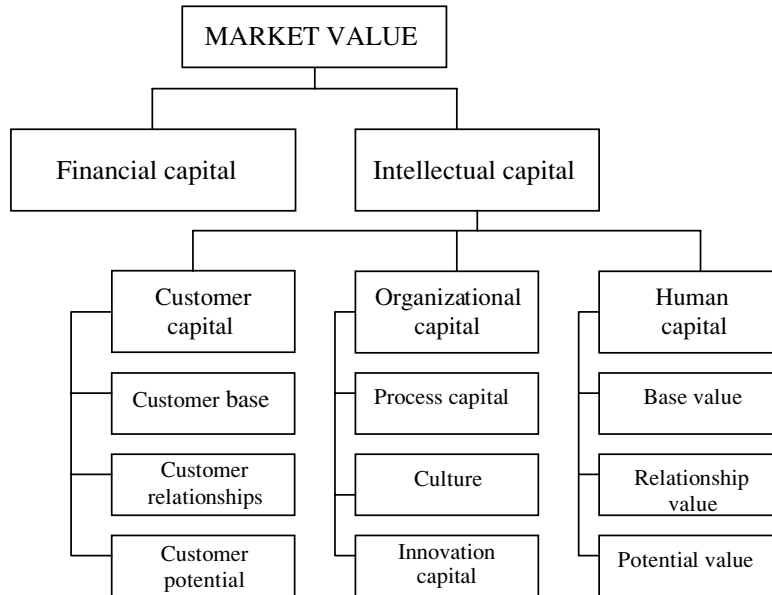 MARKET VALUE
Financial capital
Intellectual capital
Customer
capital
Organizational
capital
Human
capital
Customer base
Process capital
Base value
Customer
relationships
Culture
Relationship
value
Customer
potential
Innovation
capital
Potential value